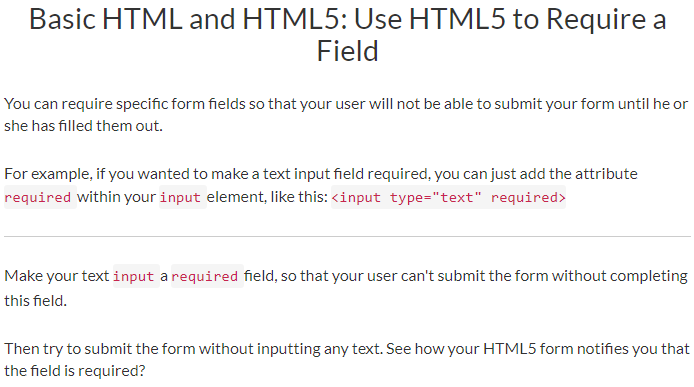 Basic HTML and HTML5: Use HTML5 to Require a
Field
You can require specific form fields so that your user will not be able to submit your form until he or
she has filled them out.
For example, if you wanted to make a text input field required, you can just add the attribute
required within your input element, like this: <input type="text" required>
Make your text input a required field, so that your user can't submit the form without completing
this field.
Then try to submit the form without inputting any text. See how your HTML5 form notifies you that
the field is required?